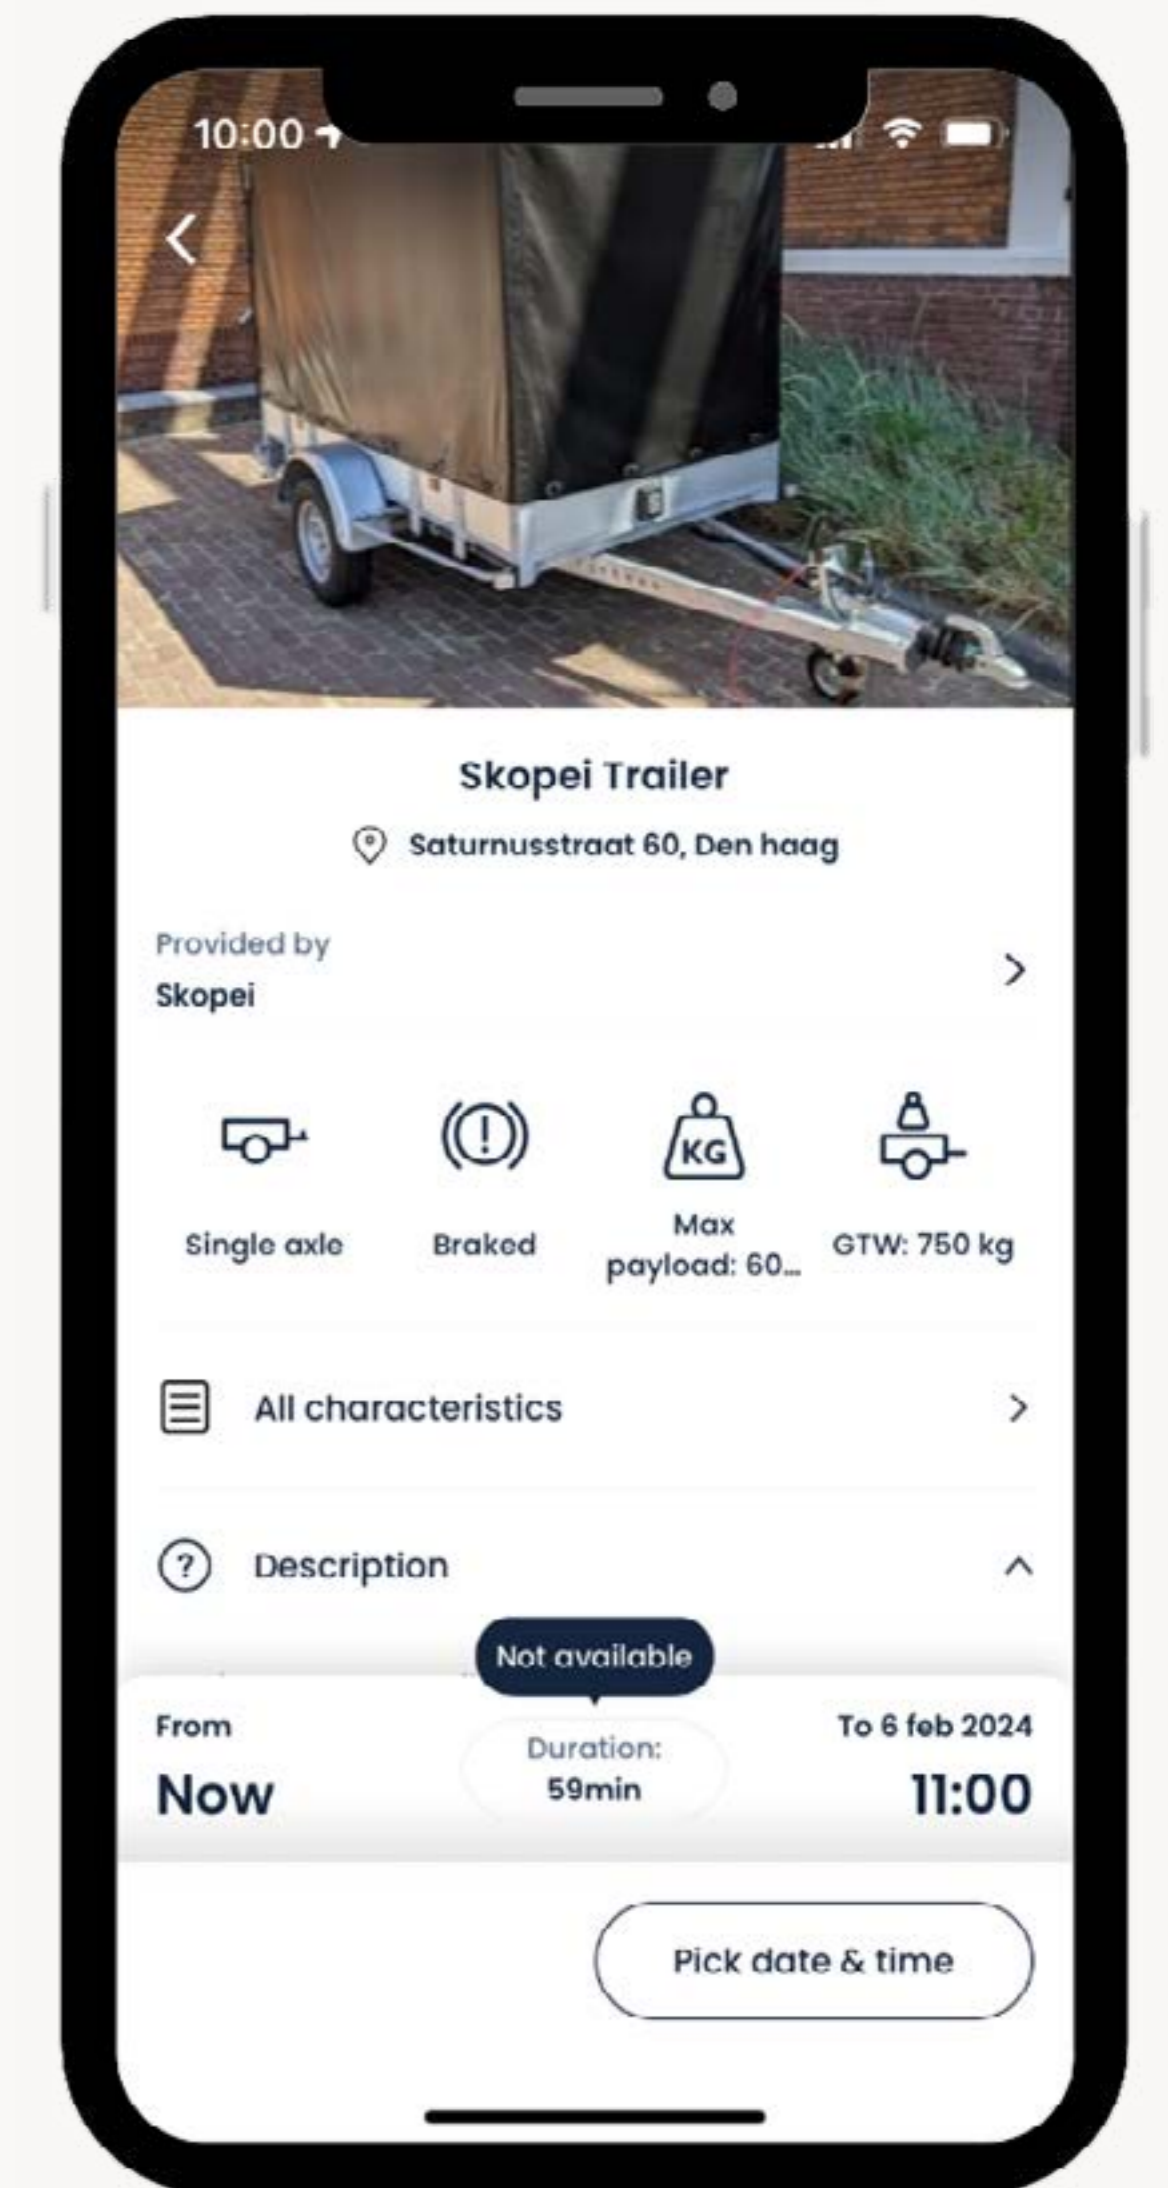 10:00
Skopei Trailer
Saturnusstraat 60, Den haag
Provided by
Skopei
KG
Single axle
Braked
Max
payload: 60...
GTW: 750 kg
All characteristics
?
Description
Not available
From
To 6 feb 2024
Duration:
Now
59min
11:00
Pick date & time